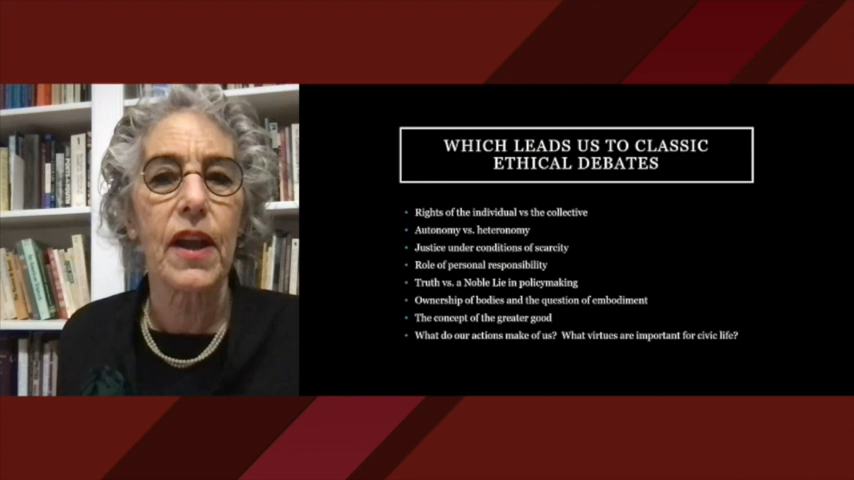 WHICH LEADS US TO CLASSIC
ETHICAL DEBATES
• Rights of the individual vs the collective
• Autonomy vs. heteronomy
• Justice under conditions of scarcity
• Role of personal responsibility
• Truth vs. a Noble Lie in policymaking
• Ownership of bodies and the question of embodiment
• The concept of the greater good
• What do our actions make of us?  What virtues are important for civic life?